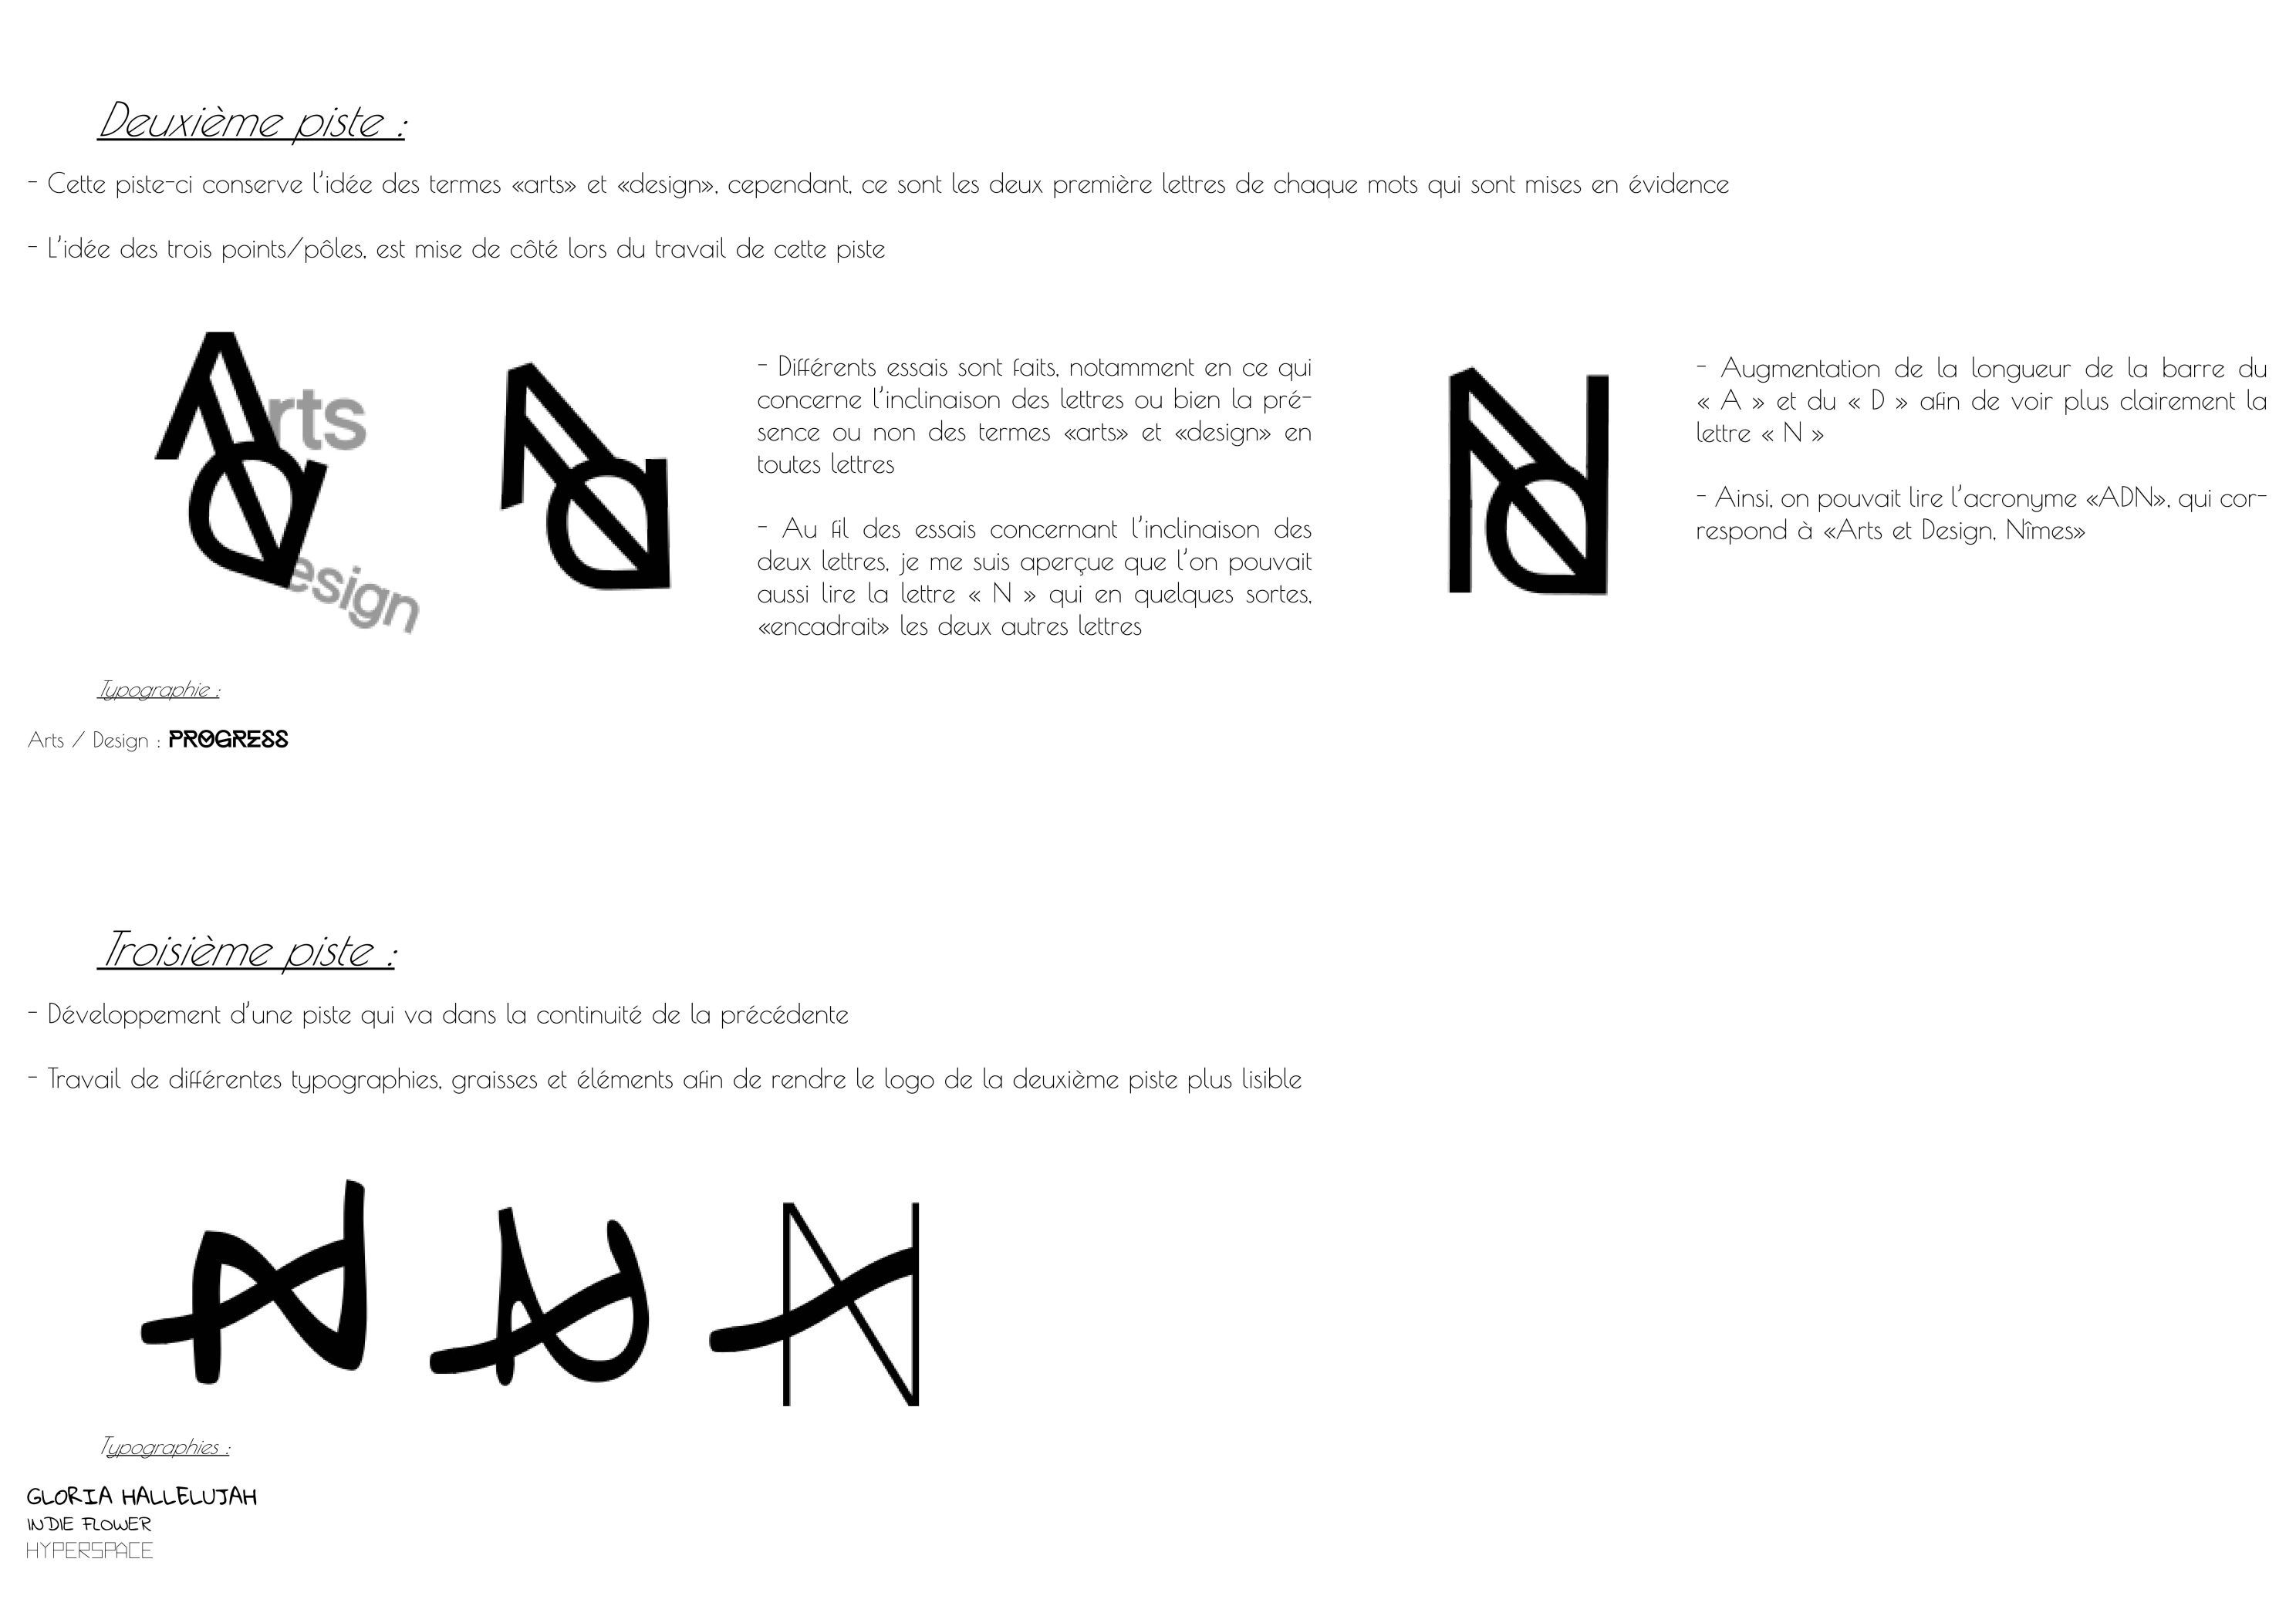 Deuxième piste :
- Cette piste-ci conserve l'idée des termes «arts» et «design», cependant, ce sont les deux première lettres de chaque mots qui sont mises en évidence
- L'idée des trois points/pôles, est mise de côté lors du travail de cette piste
Arts
Design
- Différents essais sont faits, notamment en ce qui
concerne l'inclinaison des lettres ou bien la pré-
sence ou non des termes «arts» et «design» en
toutes lettres
- Au fil des essais concernant l'inclinaison des
deux lettres, je me suis aperçue que l'on pouvait
aussi lire la lettre « N » qui en quelques sortes,
«encadrait» les deux autres lettres
- Augmentation de la longueur de la barre du
« A » et du « D » afin de voir plus clairement la
lettre « N »
- Ainsi, on pouvait lire l'acronyme «ADN», qui cor-
respond à «Arts et Design, Nîmes»
Typographie :
Arts / Design : PROGRESS
Troisième piste :
- Développement d'une piste qui va dans la continuité de la précédente
- Travail de différentes typographies, graisses et éléments afin de rendre le logo de la deuxième piste plus lisible
Typographies :
GLORIA HALLELUJAH
INDIE FLOWER
HYPERSPACE